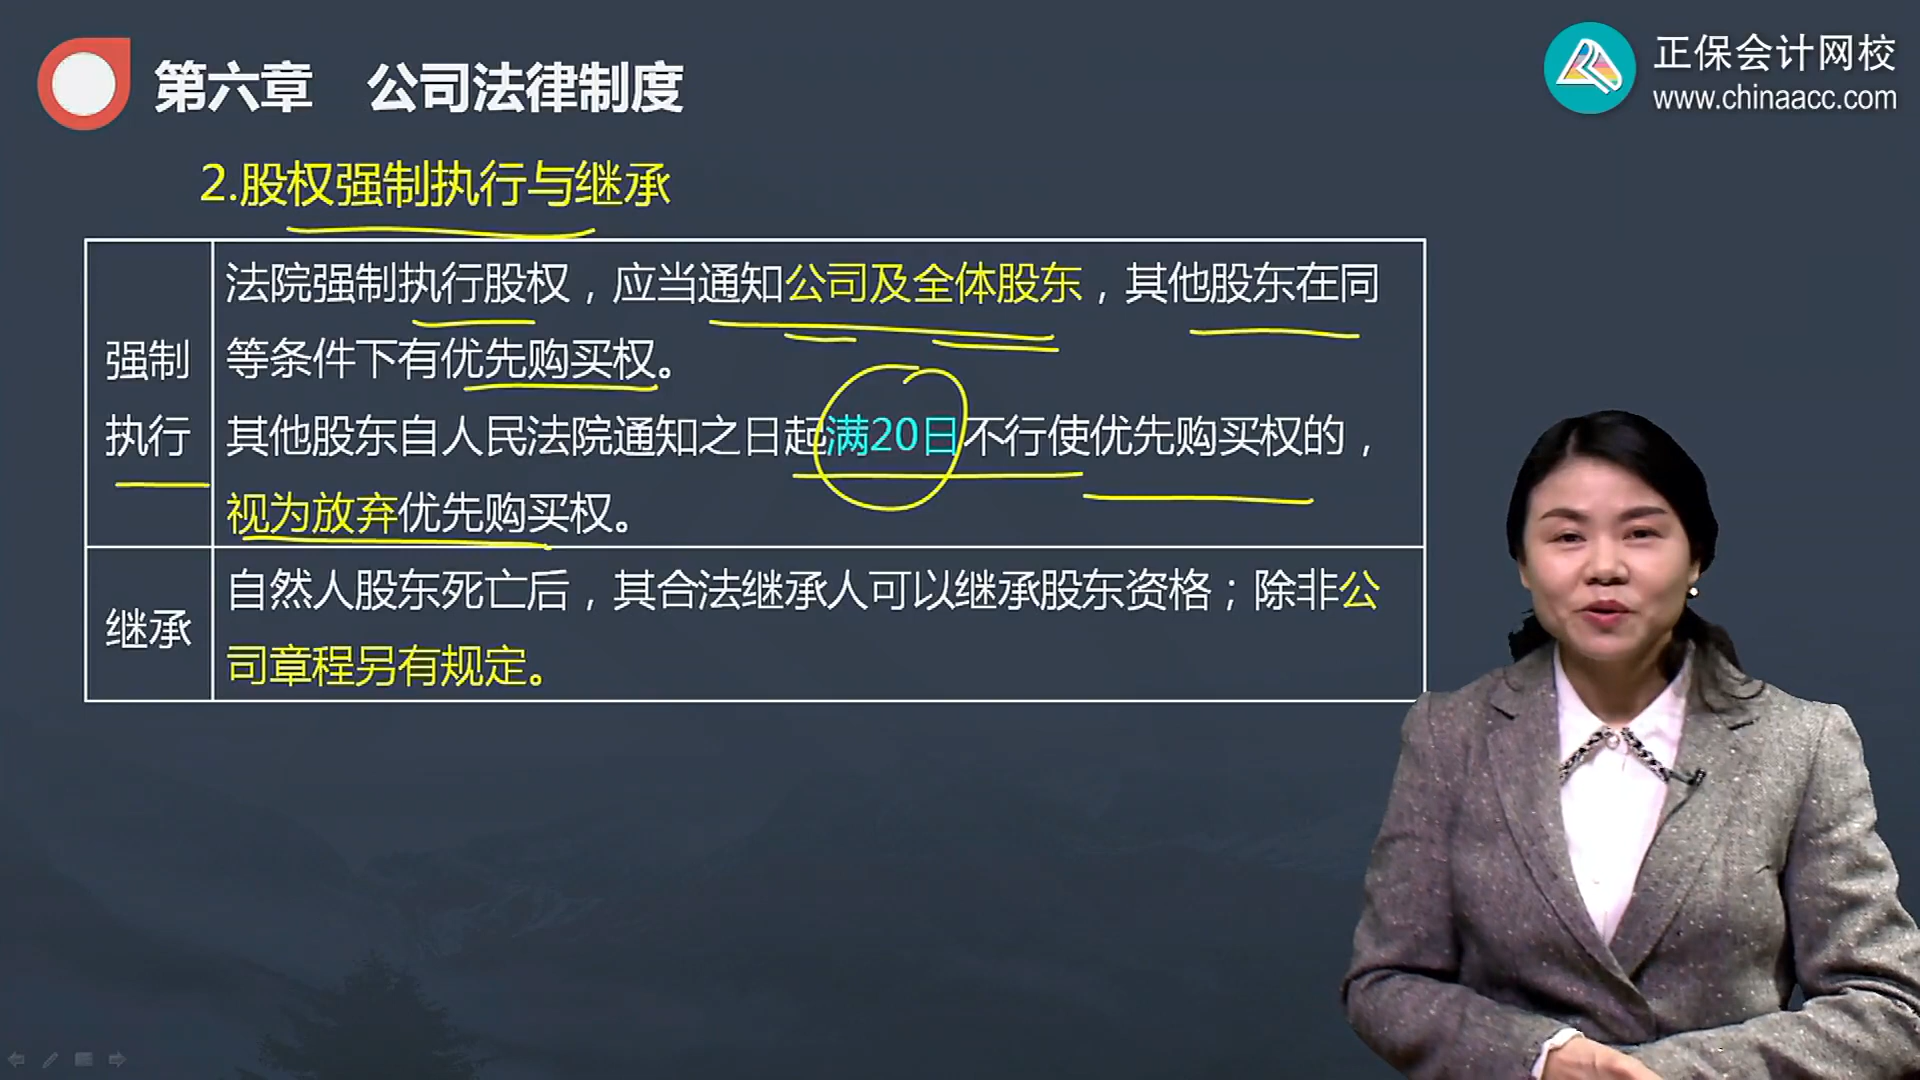 第六章 公司法律制度
正保会计网校
www.chinaacc.com
2.股权强制执行与继承
强制
执行
法院强制执行股权，应当通知公司及全体股东，其他股东在同
等条件下有优先购买权。
其他股东自人民法院通知之日起满20日不行使优先购买权的，
视为放弃优先购买权。
继承
自然人股东死亡后，其合法继承人可以继承股东资格；除非公
司章程另有规定。